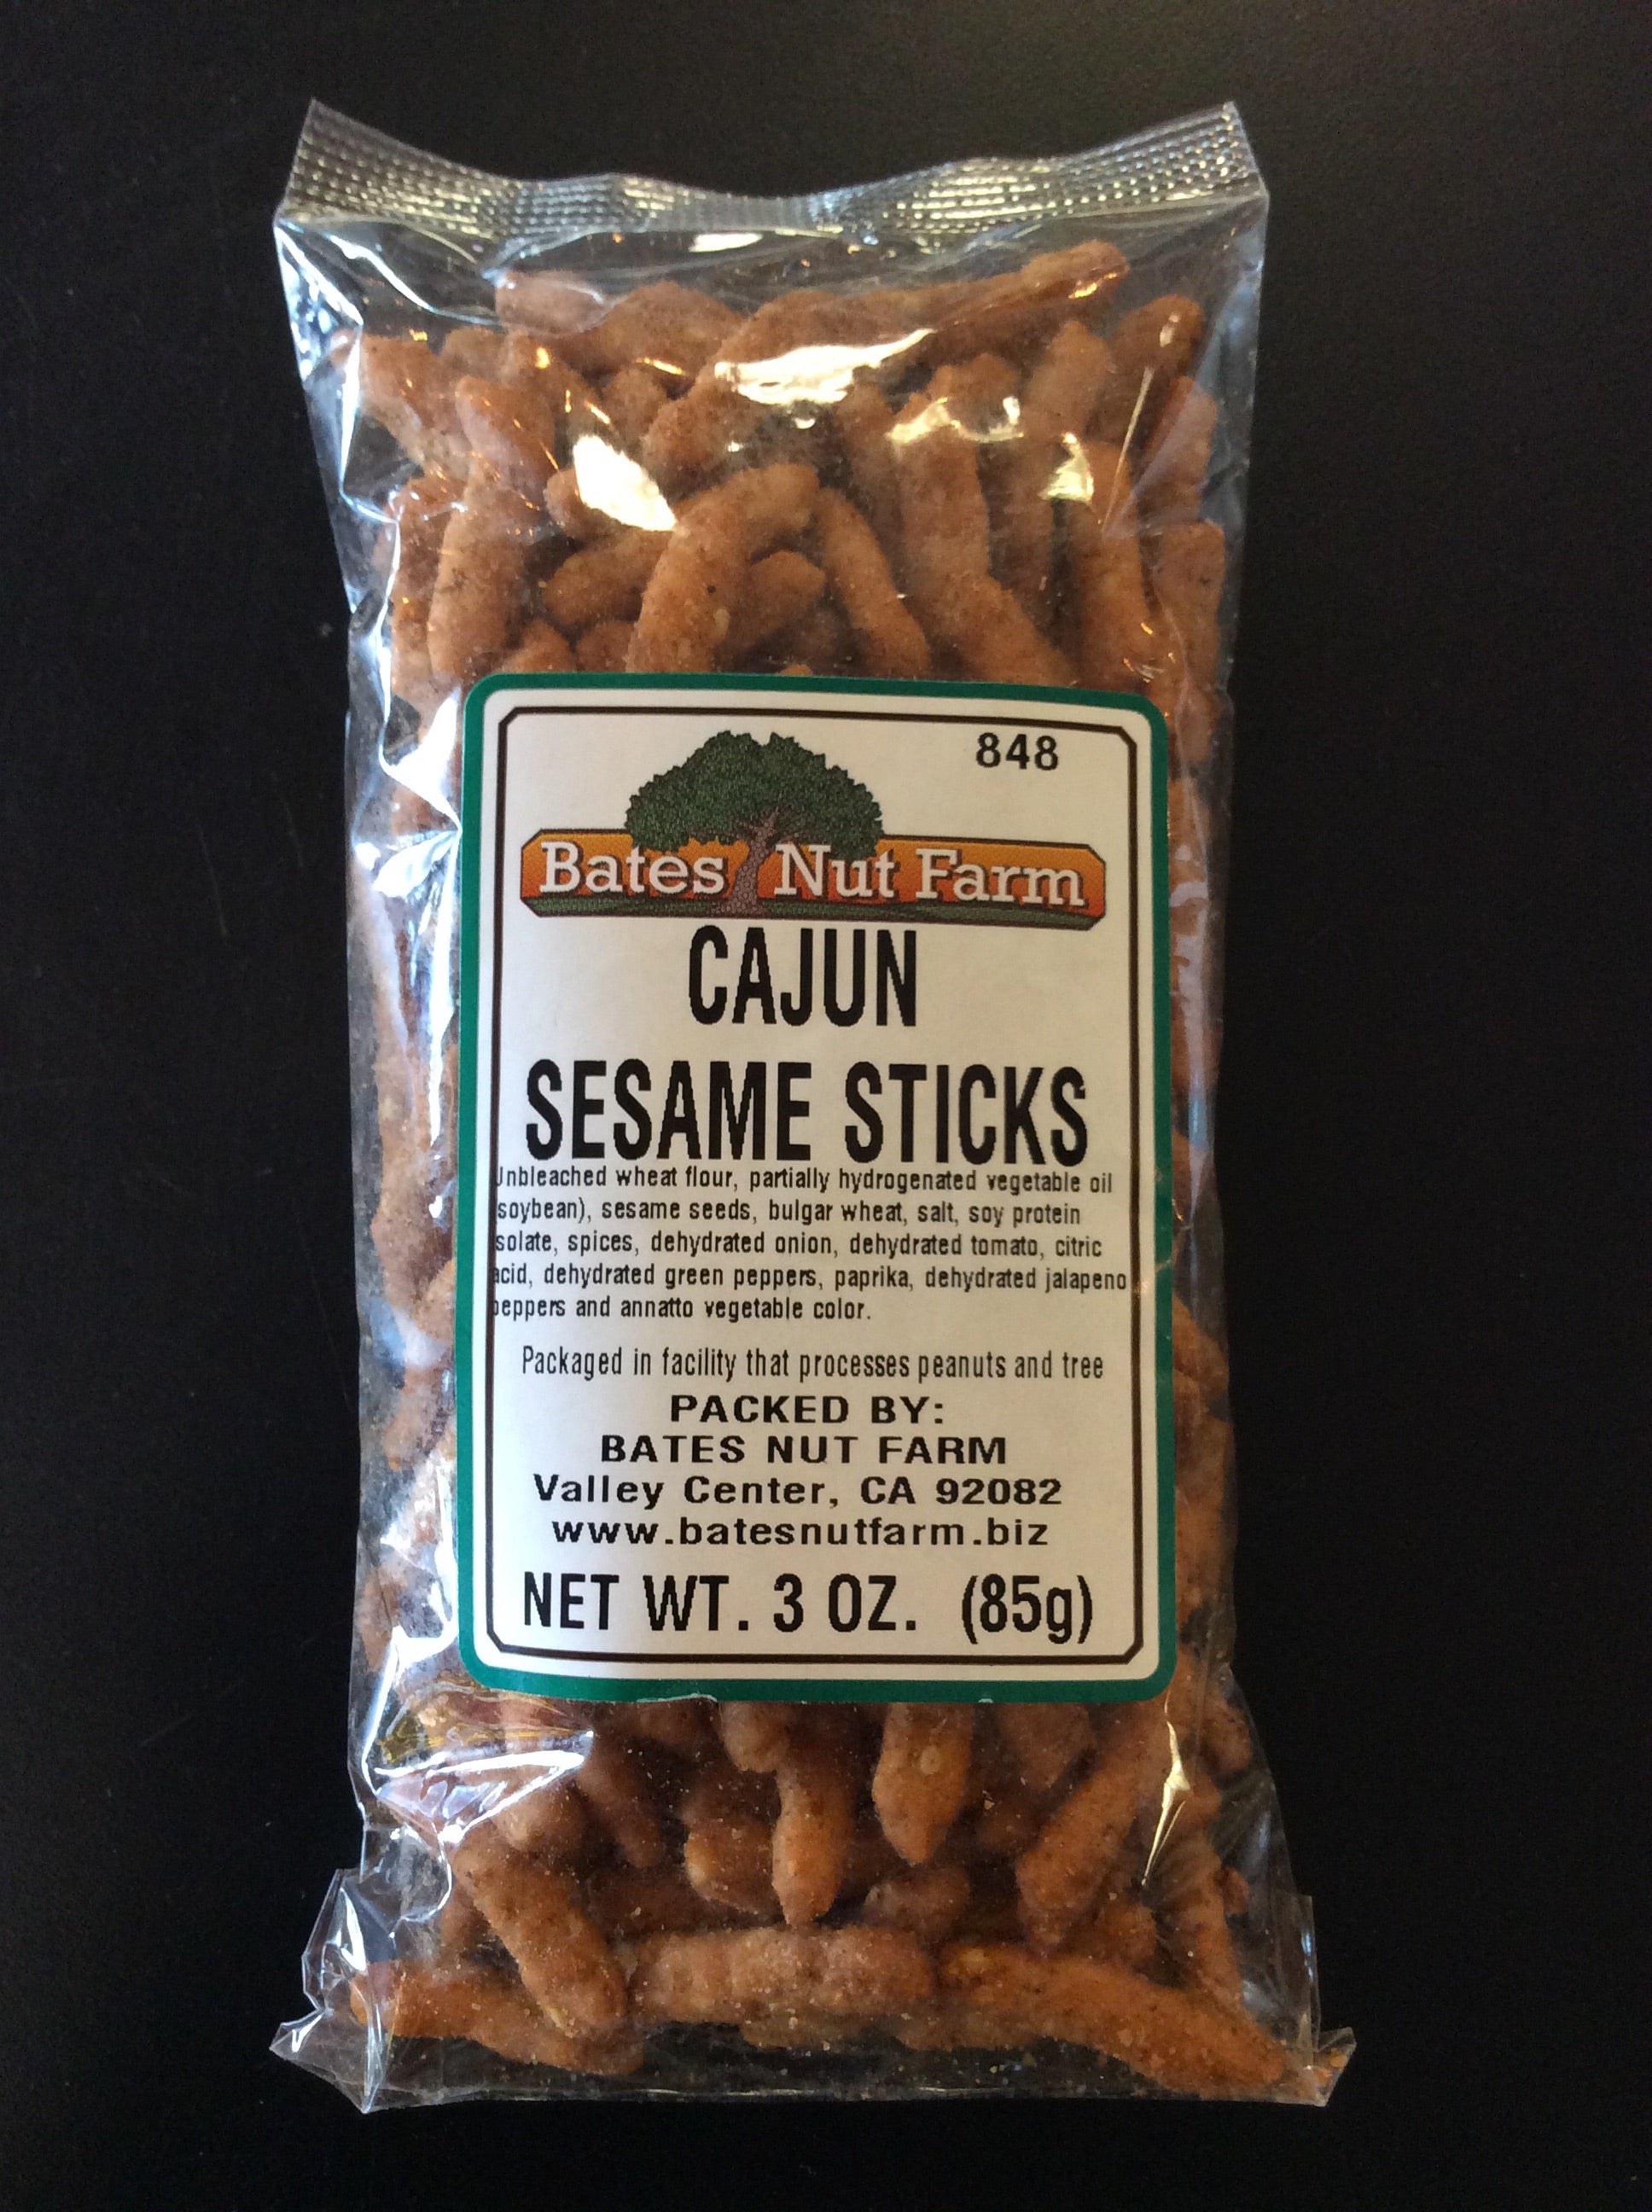 848
Bates Nut Farm
CAJUN
SESAME STICKS
Unbleached wheat flour, partially hydrogenated vegetable oil
soybean), sesame seeds, bulgar wheat, salt, soy protein
solate, spices, dehydrated onion, dehydrated tomato, citric
acid, dehydrated green peppers, paprika, dehydrated jalapeno
peppers and annatto vegetable color.
Packaged in facility that processes peanuts and tree
PACKED BY:
BATES NUT FARM
Valley Center, CA 92082
www.batesnutfarm.biz
NET WT. 3 OZ. (85g)